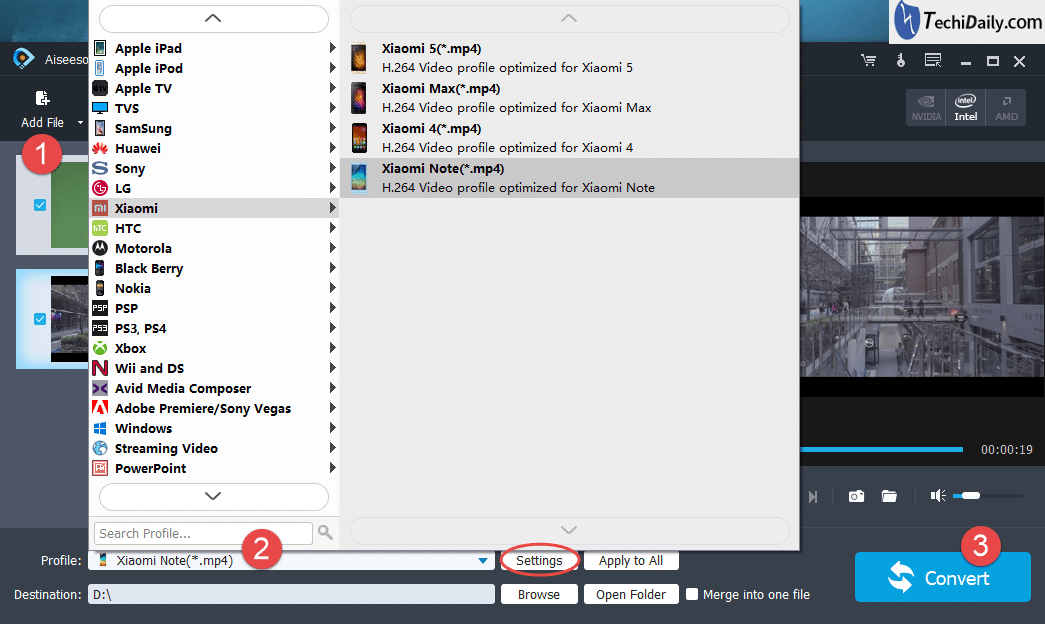 TechiDaily.com
Aiseeso
Add File
1
NVIDIA
Intel
AMD
Apple iPad
Apple iPod
Apple TV
TVS
SamSung
Huawei
Sony
LG
Xiaomi
HTC
Motorola
Black Berry
Nokia
PSP
PS3, PS4
Xbox
Wii and DS
Avid Media Composer
Adobe Premiere/Sony Vegas
Windows
Streaming Video
PowerPoint
Search Profile...
Xiaomi 5(*.mp4)
H.264 Video profile optimized for Xiaomi 5
Xiaomi Max(*.mp4)
H.264 Video profile optimized for Xiaomi Max
Xiaomi 4(*.mp4)
H.264 Video profile optimized for Xiaomi 4
Xiaomi Note(*.mp4)
H.264 Video profile optimized for Xiaomi Note
00:00:19
Profile: Xiaomi Note(*.mp4) 2 Settings Apply to All
Destination: D:\ Browse Open Folder Merge into one file
3
Convert